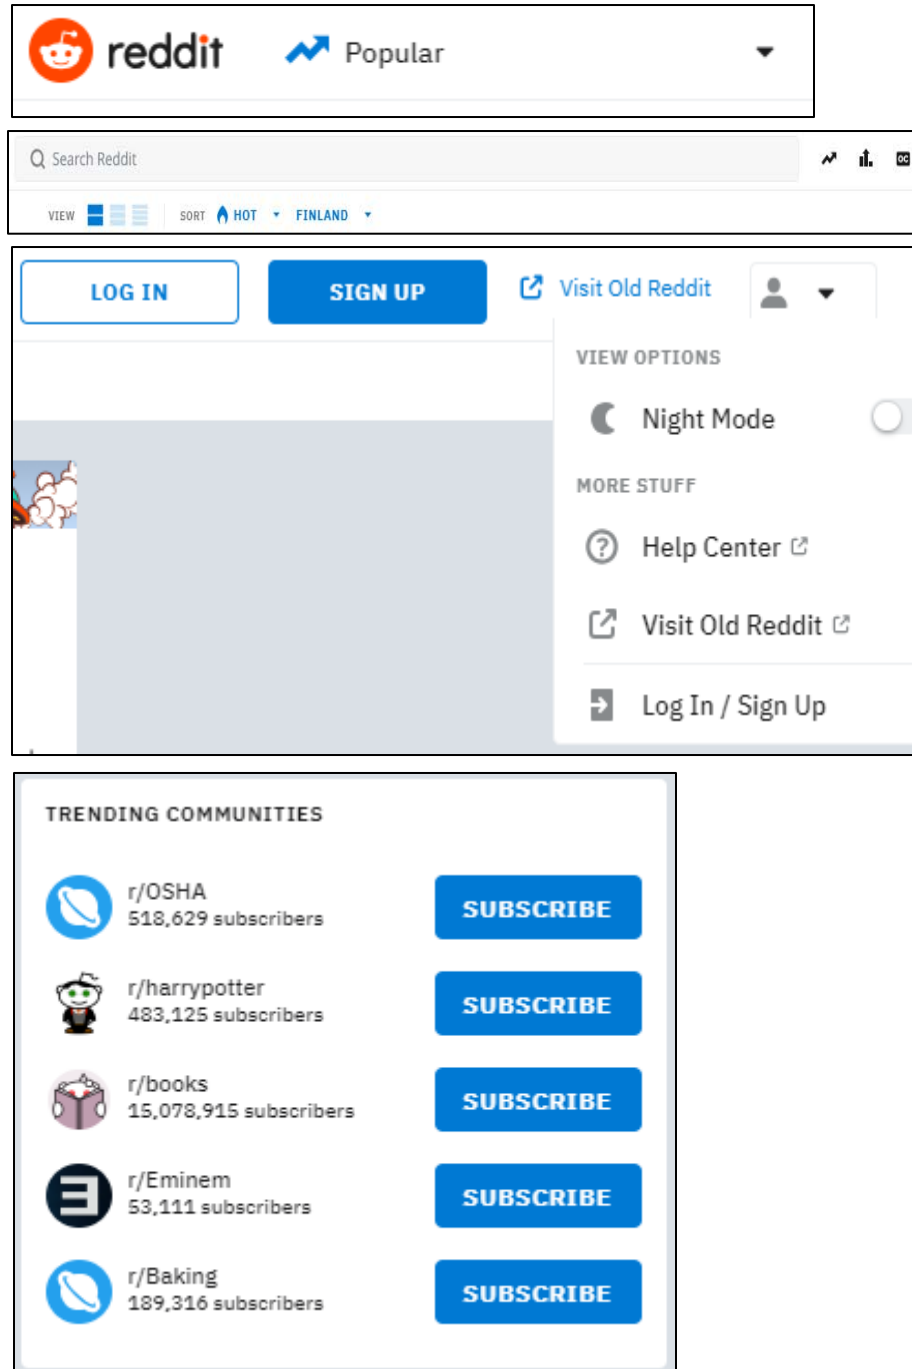 reddit Popular
Search Reddit OC
VIEW SORT HOT FINLAND
LOG IN SIGN UP Visit Old Reddit
VIEW OPTIONS
Night Mode
MORE STUFF
Help Center
Visit Old Reddit
Log In / Sign Up
TRENDING COMMUNITIES
r/OSHA
518,629 subscribers
SUBSCRIBE
r/harrypotter
483,125 subscribers
SUBSCRIBE
r/books
15,078,915 subscribers
SUBSCRIBE
r/Eminem
53,111 subscribers
SUBSCRIBE
r/Baking
189,316 subscribers
SUBSCRIBE